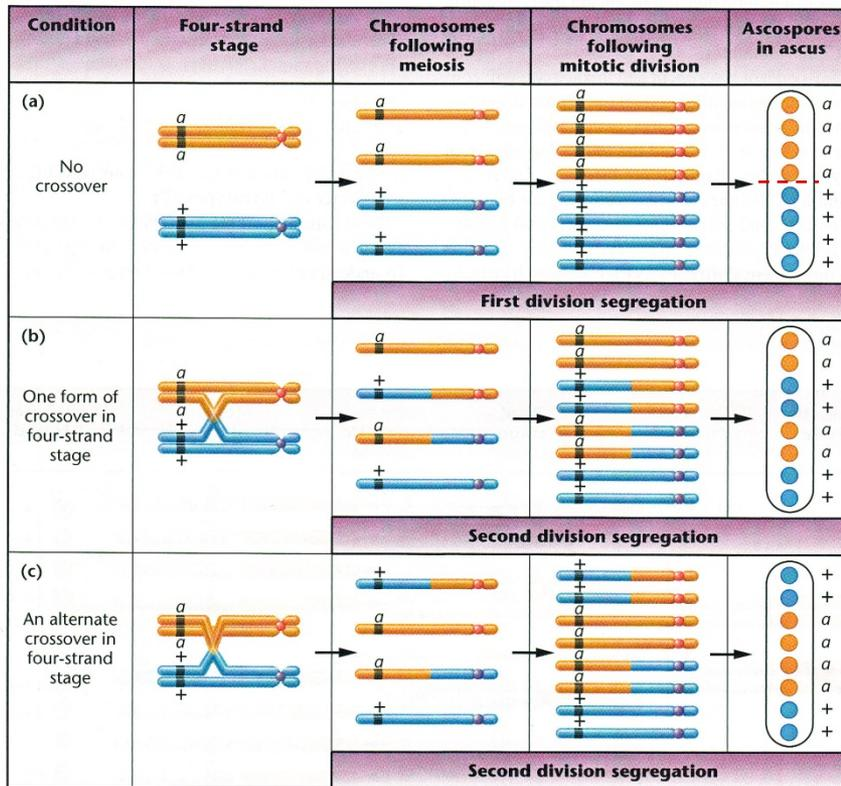 Condition
Four-strand
stage
Chromosomes
following
meiosis
Chromosomes
following
mitotic division
Ascospores
in ascus
(a)
No
crossover
a
a
+
+
a
a
+
+
a
a
a
a
+
+
+
+
a
a
a
a
+
+
+
+
First division segregation
(b)
One form of
crossover in
four-strand
stage
a
a
+
+
a
+
a
+
a
a
+
+
a
a
+
+
a
a
+
+
a
a
+
+
Second division segregation
(c)
An alternate
crossover in
four-strand
stage
a
a
+
+
+
a
a
+
+
+
a
a
a
a
+
+
+
+
a
a
a
a
+
+
Second division segregation